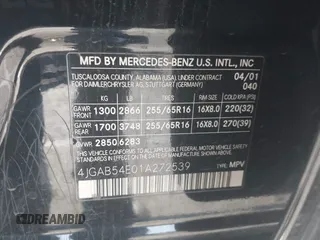 MFD BY MERCEDES-BENZ U.S. INTL., INC
TUSCALOOSA COUNTY, ALABAMA (USA) UNDER CONTRACT 04/01
FOR DAIMLERCHRYSLER AG, STUTTGART (GERMANY) 040
KG LB TIRE SIZE RIM SIZE COLD KPA (PSI)
GAWR FRONT 1300 2866 255/65R16 16X8.0 220(32)
GAWR REAR 1700 3748 255/65R16 16X8.0 270(39)
GVWR 2850 6283
THIS VEHICLE CONFORMS TO ALL APPLICABLE FEDERAL MOTOR VEHICLE SAFETY STANDARDS IN EFFECT ON THE DATE OF MANUFACTURE SHOWN ABOVE
4JGAB54E01A272539 TYPE: MPV
DREAMBID